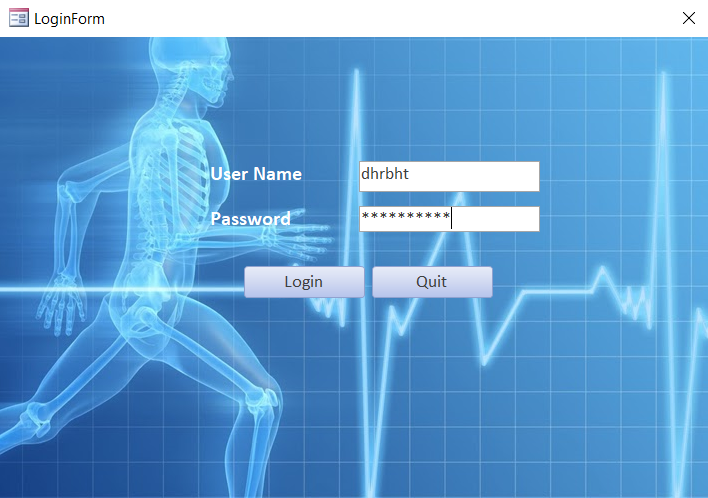 LoginForm
User Name dhrbht
Password **********
Login Quit